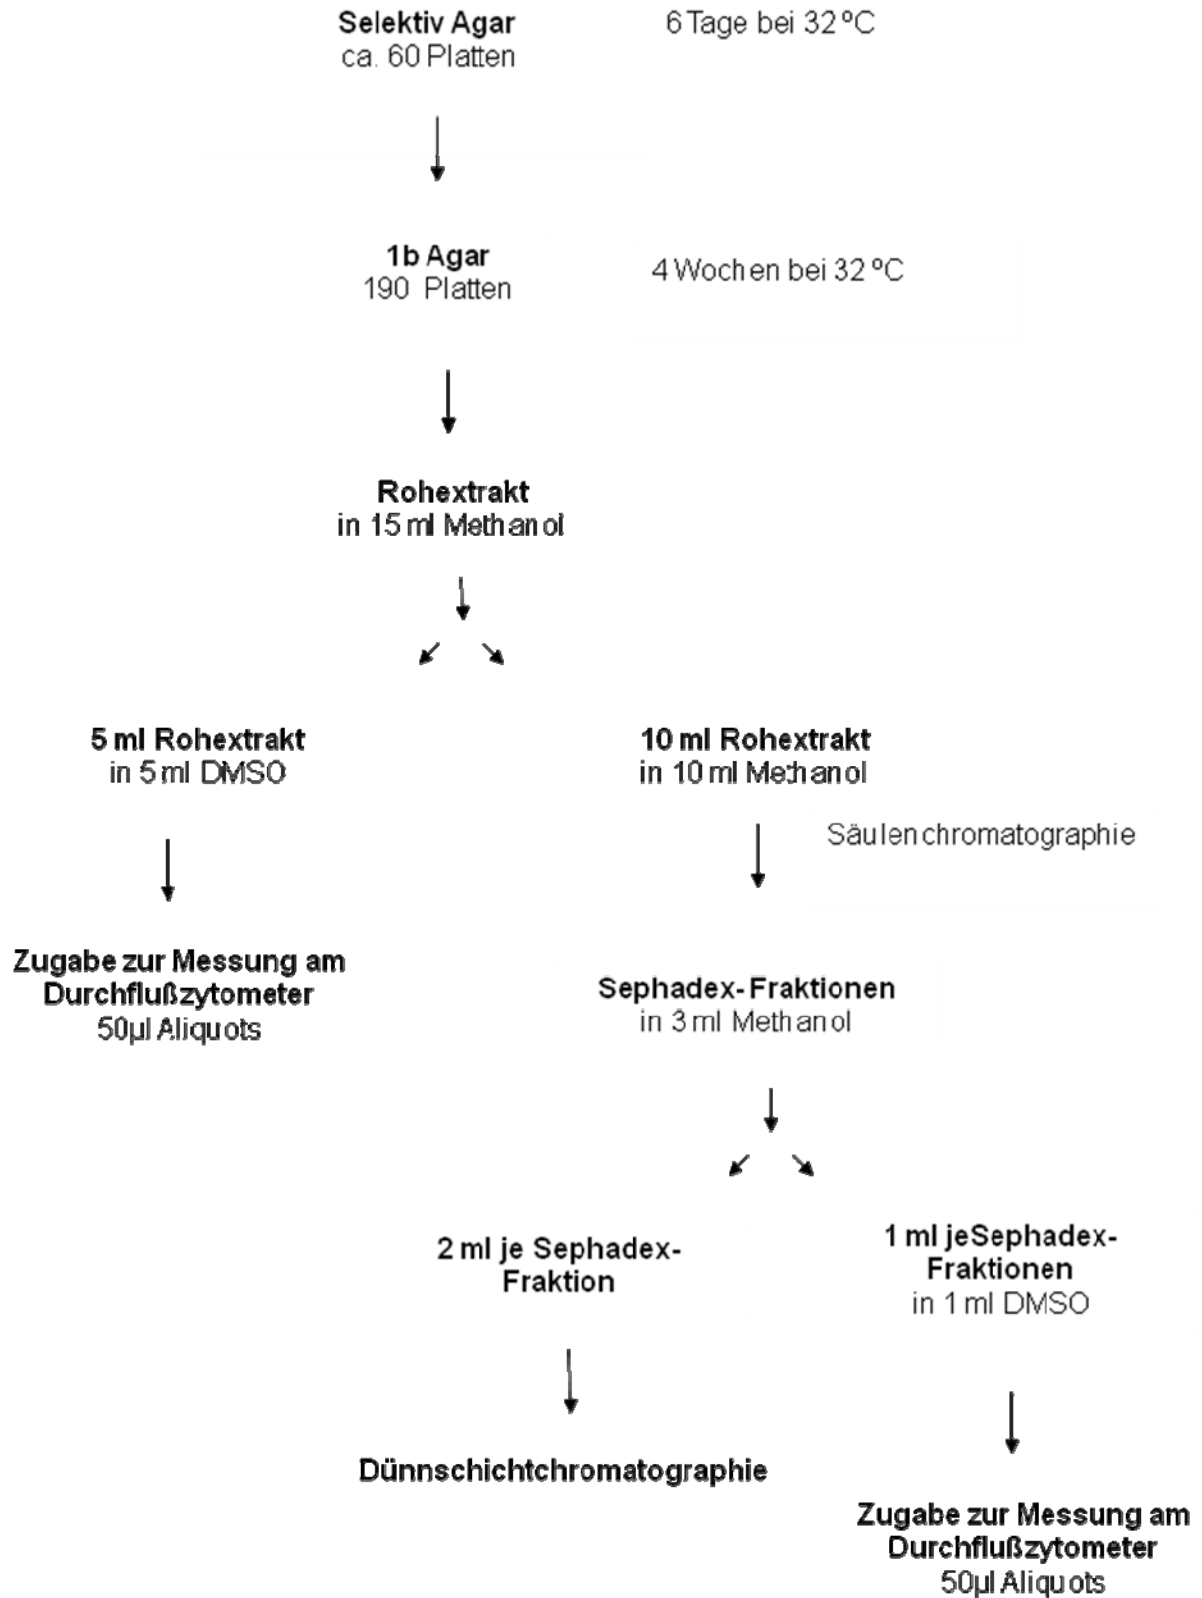 Selektiv Agar
6 Tage bei 32 ºC
ca. 60 Platten
1b Agar
190 Platten
4 Wochen bei 32 ºC
Rohextrakt
in 15 ml Methanol
5 ml Rohextrakt
in 5 ml DMSO
10 ml Rohextrakt
in 10 ml Methanol
Säulenchromatographie
Zugabe zur Messung am
Durchflußzytometer
50µl Aliquots
Sephadex-Fraktionen
in 3 ml Methanol
2 ml je Sephadex-
Fraktion
1 ml jeSephadex-
Fraktionen
in 1 ml DMSO
Dünnschichtchromatographie
Zugabe zur Messung am
Durchflußzytometer
50µl Aliquots